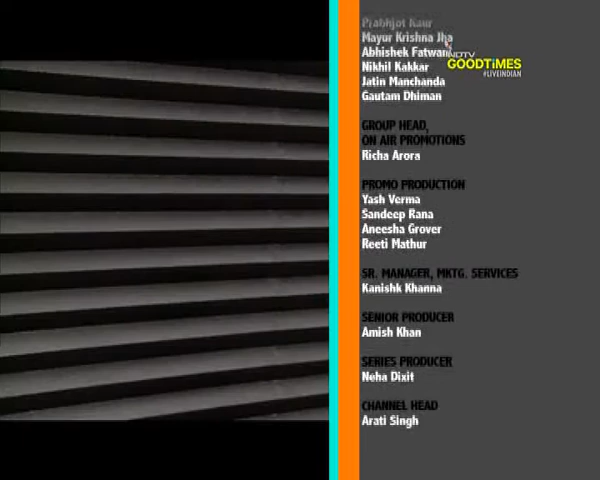 Prabhjot Kaur
Mayur Krishna Jha
Abhishek Fatwani
NDTV
GOODTiMES
#LIVEINDIAN
Nikhil Kakkar
Jatin Manchanda
Gautam Dhiman
GROUP HEAD,
ON AIR PROMOTIONS
Richa Arora
PROMO PRODUCTION
Yash Verma
Sandeep Rana
Aneesha Grover
Reeti Mathur
SR. MANAGER, MKTG. SERVICES
Kanishk Khanna
SENIOR PRODUCER
Amish Khan
SERIES PRODUCER
Neha Dixit
CHANNEL HEAD
Arati Singh